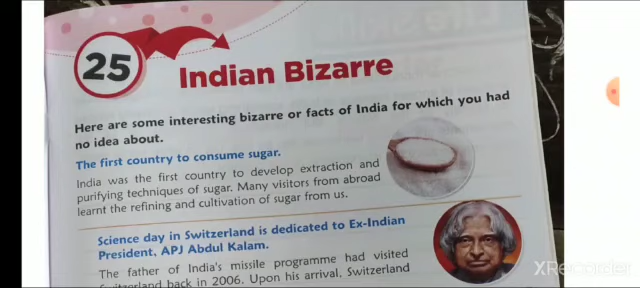 25
Indian Bizarre
Here are some interesting bizarre or facts of India for which you had
no idea about.
The first country to consume sugar.
India was the first country to develop extraction and
purifying techniques of sugar. Many visitors from abroad
learnt the refining and cultivation of sugar from us.
Science day in Switzerland is dedicated to Ex-Indian
President, APJ Abdul Kalam.
The father of India's missile programme had visited
Switzerland back in 2006. Upon his arrival, Switzerland
XRecorder